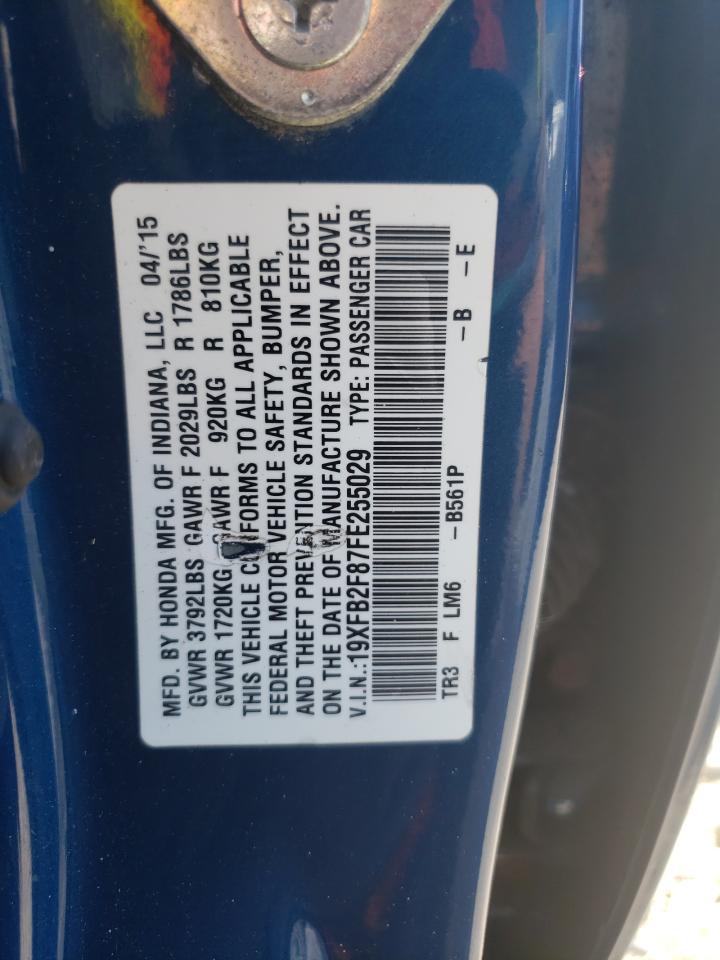 MFD. BY HONDA MFG. OF INDIANA, LLC 04/'15
GVWR 3792LBS GAWR F 2029LBS R 1786LBS
GVWR 1720KG GAWR F 920KG R 810KG
THIS VEHICLE CONFORMS TO ALL APPLICABLE
FEDERAL MOTOR VEHICLE SAFETY, BUMPER,
AND THEFT PREVENTION STANDARDS IN EFFECT
ON THE DATE OF MANUFACTURE SHOWN ABOVE.
V.I.N.:19XFB2F87FE255029 TYPE: PASSENGER CAR
TR3 F LM6 -B561P -B -E